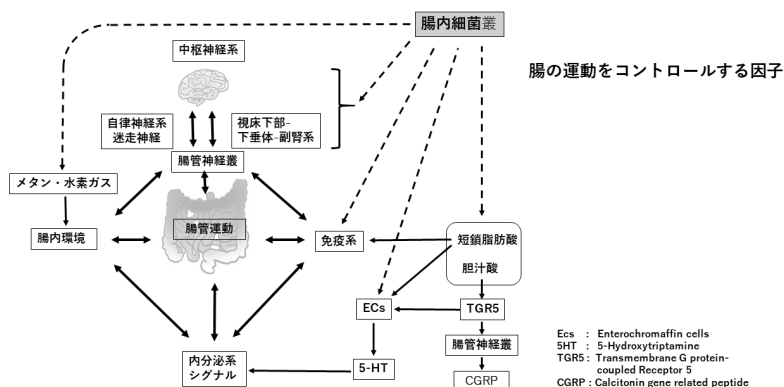 腸内細菌叢
腸の運動をコントロールする因子
中枢神経系
自律神経系
迷走神経
視床下部-
下垂体-副腎系
腸管神経叢
メタン・水素ガス
腸内環境
腸管運動
免疫系
短鎖脂肪酸
胆汁酸
ECs
TGR5
内分泌系
シグナル
5-HT
腸管神経叢
CGRP
Ecs : Enterochromaffin cells
5HT : 5-Hydroxytriptamine
TGR5 : Transmembrane G protein-
coupled Receptor 5
CGRP : Calcitonin gene related peptide